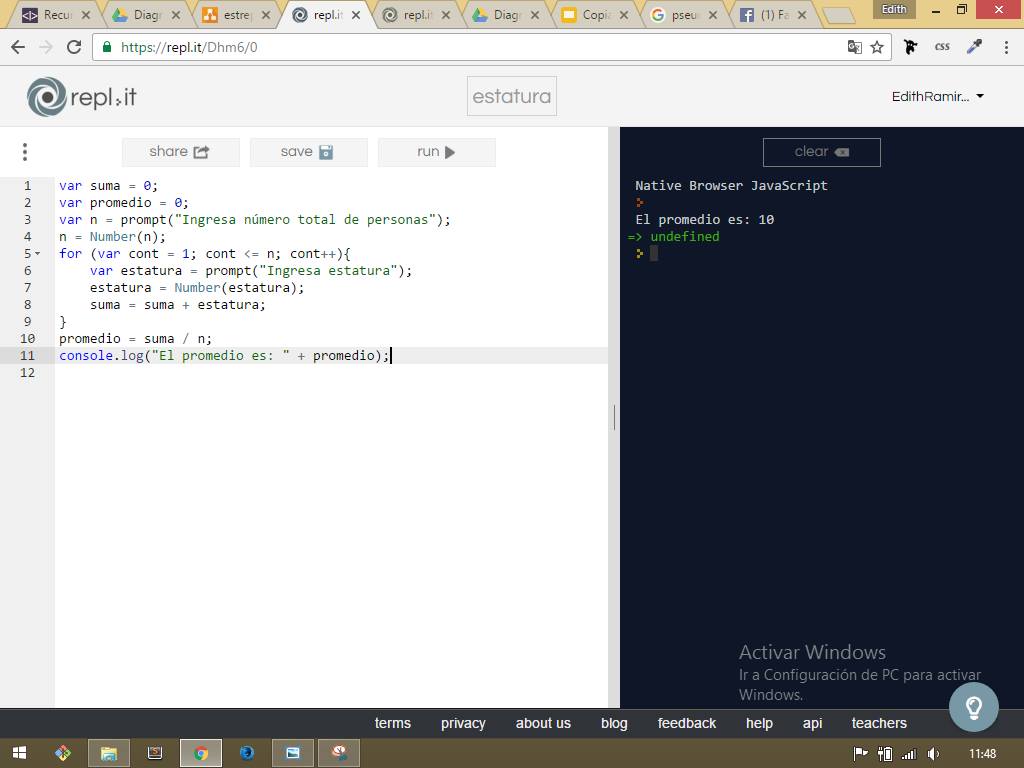 Edith
Recu
Diagr
estre
repl.it
repl.it
Diagr
Copia
pseu
(1) Fa
https://repl.it/Dhm6/0
css
repl.it
estatura
EdithRamir...
share
save
run
clear
1 var suma = 0;
2 var promedio = 0;
3 var n = prompt("Ingresa número total de personas");
4 n = Number(n);
5 for (var cont = 1; cont <= n; cont++){
6 var estatura = prompt("Ingresa estatura");
7 estatura = Number(estatura);
8 suma = suma + estatura;
9 }
10 promedio = suma / n;
11 console.log("El promedio es: " + promedio);
12
Native Browser JavaScript
El promedio es: 10
=> undefined
Activar Windows
Ir a Configuración de PC para activar
Windows.
terms privacy about us blog feedback help api teachers
11:48